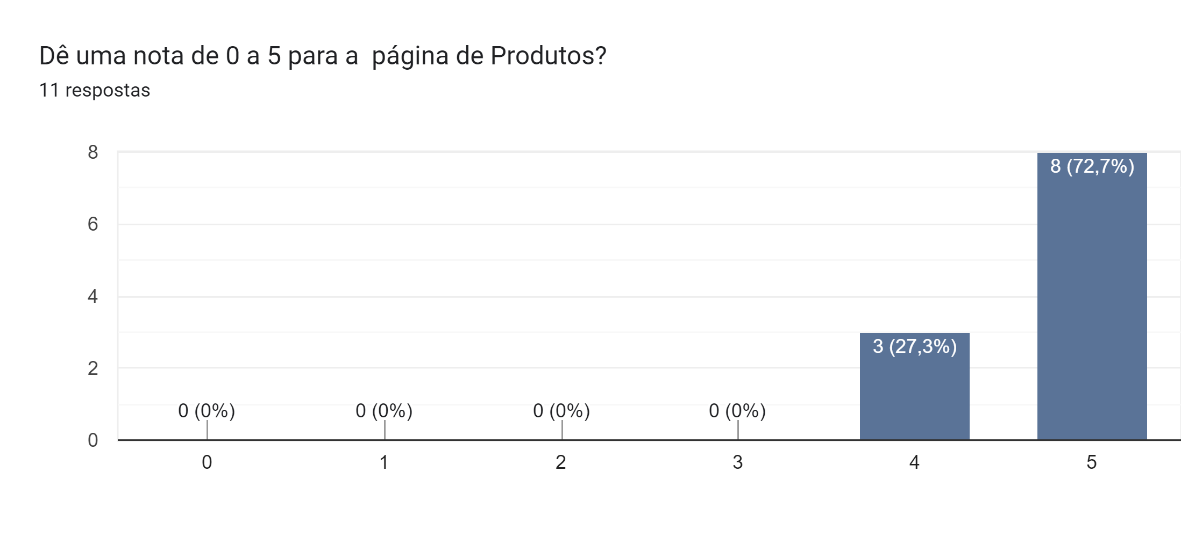 Dê uma nota de 0 a 5 para a  página de Produtos?
11 respostas
8
8 (72,7%)
6
4
3 (27,3%)
2
0 (0%) 0 (0%) 0 (0%) 0 (0%)
0
0 1 2 3 4 5